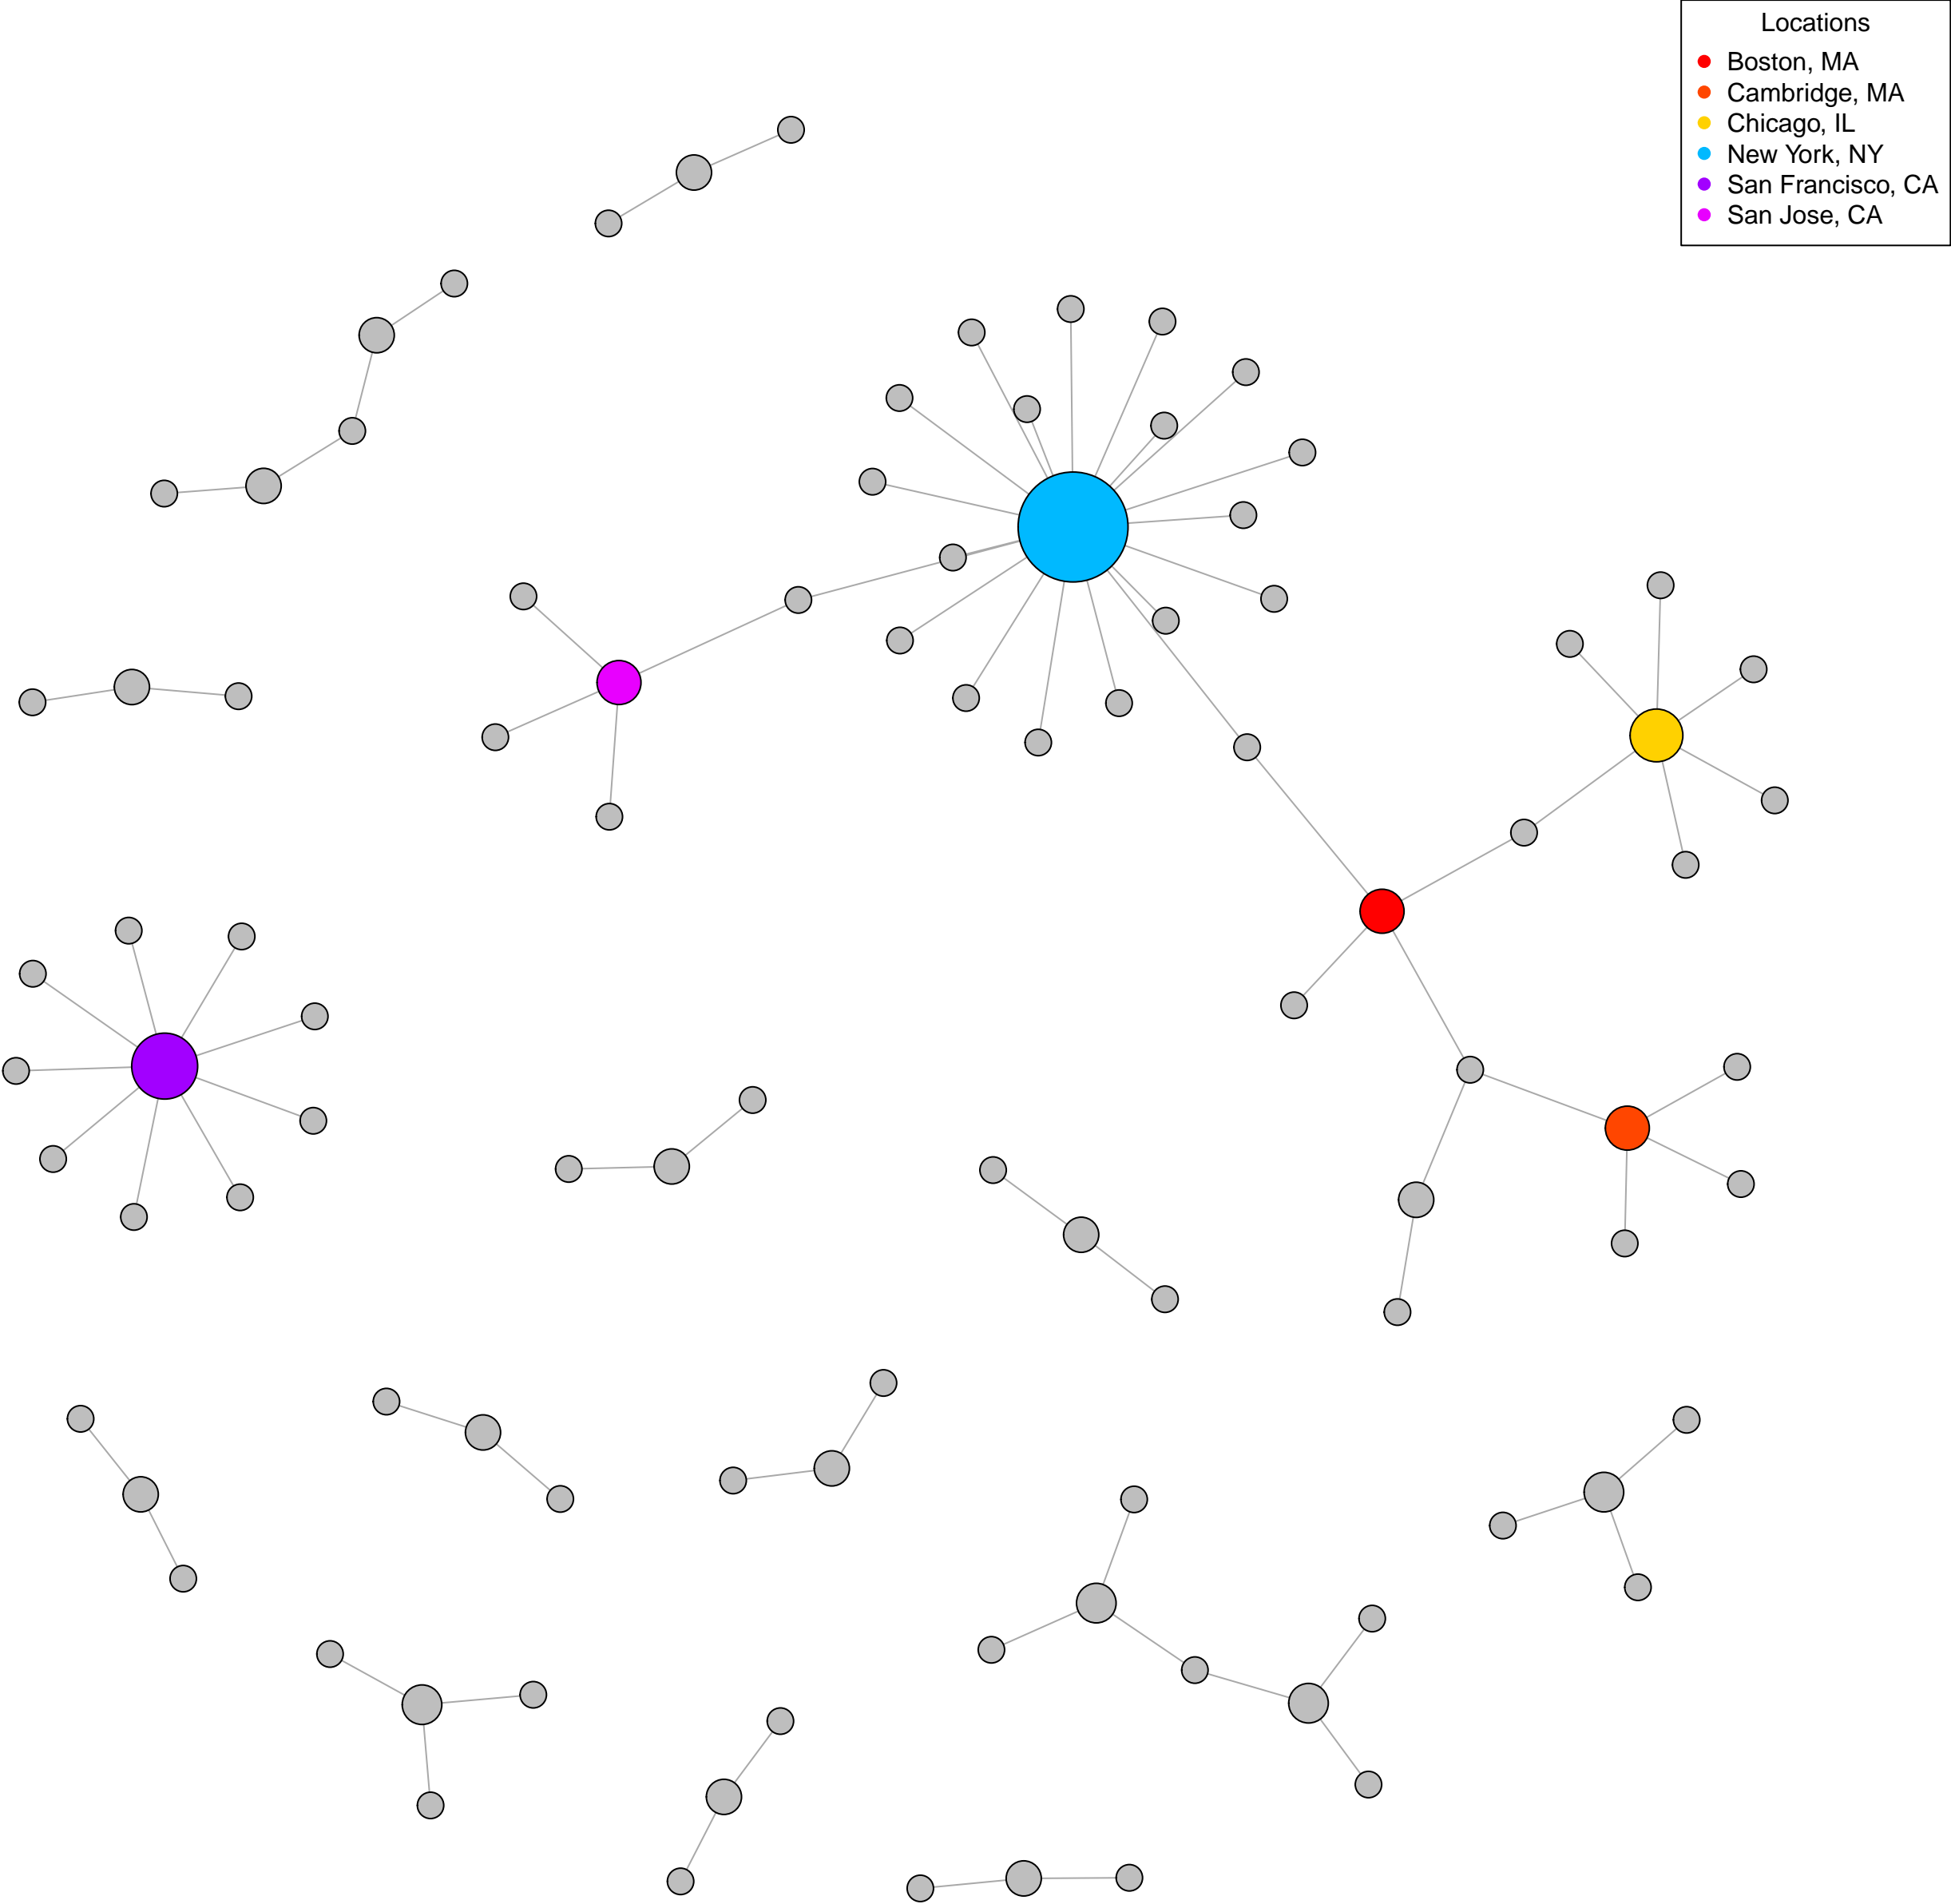 Locations
Boston, MA
Cambridge, MA
Chicago, IL
New York, NY
San Francisco, CA
San Jose, CA